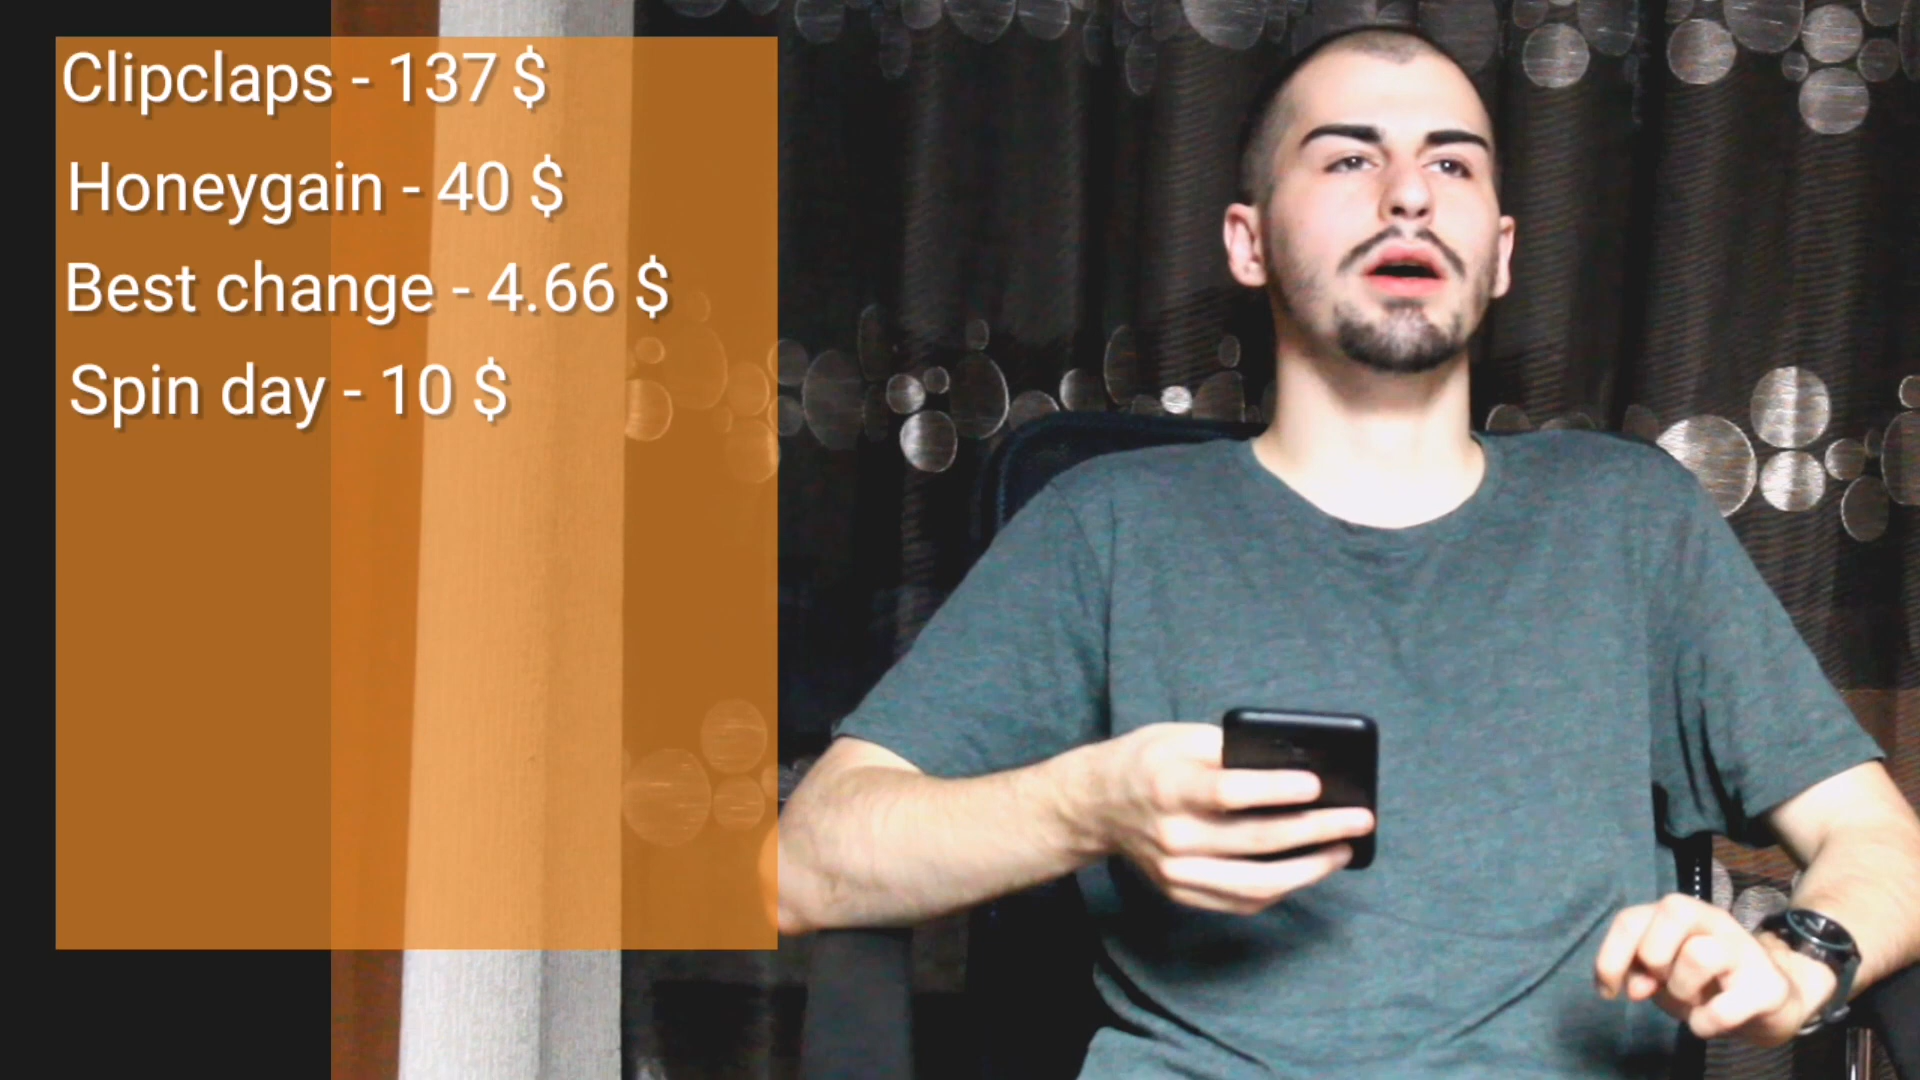 Clipclaps - 137 $
Honeygain - 40 $
Best change - 4.66 $
Spin day - 10 $